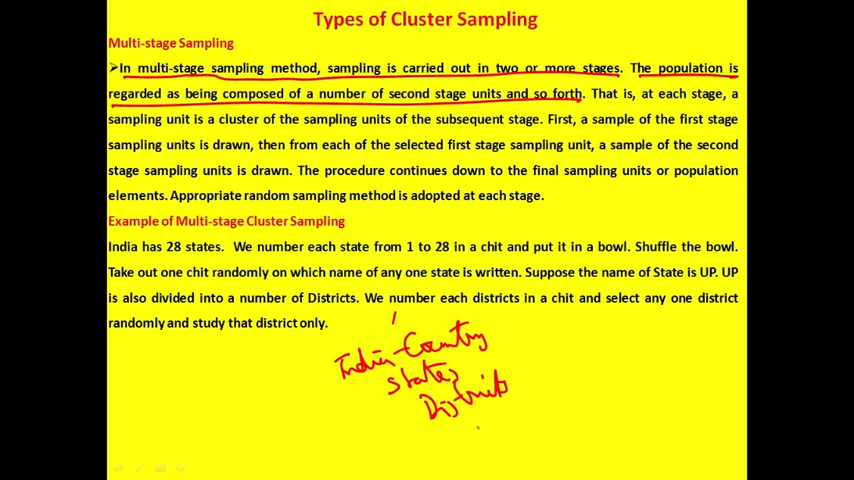 Types of Cluster Sampling
Multi-stage Sampling
➢In multi-stage sampling method, sampling is carried out in two or more stages. The population is
regarded as being composed of a number of second stage units and so forth. That is, at each stage, a
sampling unit is a cluster of the sampling units of the subsequent stage. First, a sample of the first stage
sampling units is drawn, then from each of the selected first stage sampling unit, a sample of the second
stage sampling units is drawn. The procedure continues down to the final sampling units or population
elements. Appropriate random sampling method is adopted at each stage.
Example of Multi-stage Cluster Sampling
India has 28 states. We number each state from 1 to 28 in a chit and put it in a bowl. Shuffle the bowl.
Take out one chit randomly on which name of any one state is written. Suppose the name of State is UP. UP
is also divided into a number of Districts. We number each districts in a chit and select any one district
randomly and study that district only.
India-Country
States
Districts